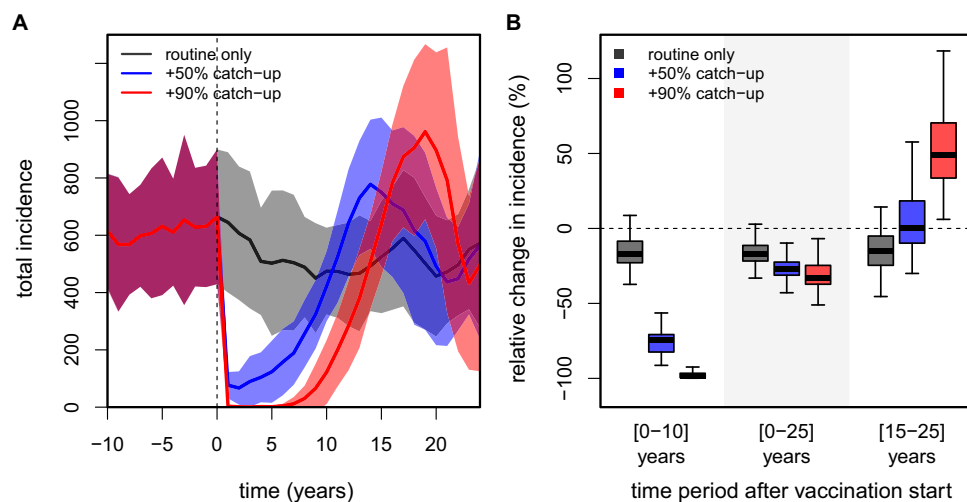 A
routine only
+50% catch−up
+90% catch−up
total incidence
0
200
400
600
800
1000
−10
−5
0
5
10
15
20
time (years)
B
routine only
+50% catch−up
+90% catch−up
relative change in incidence (%)
100
50
0
−50
−100
[0−10]
years
[0−25]
years
[15−25]
years
time period after vaccination start